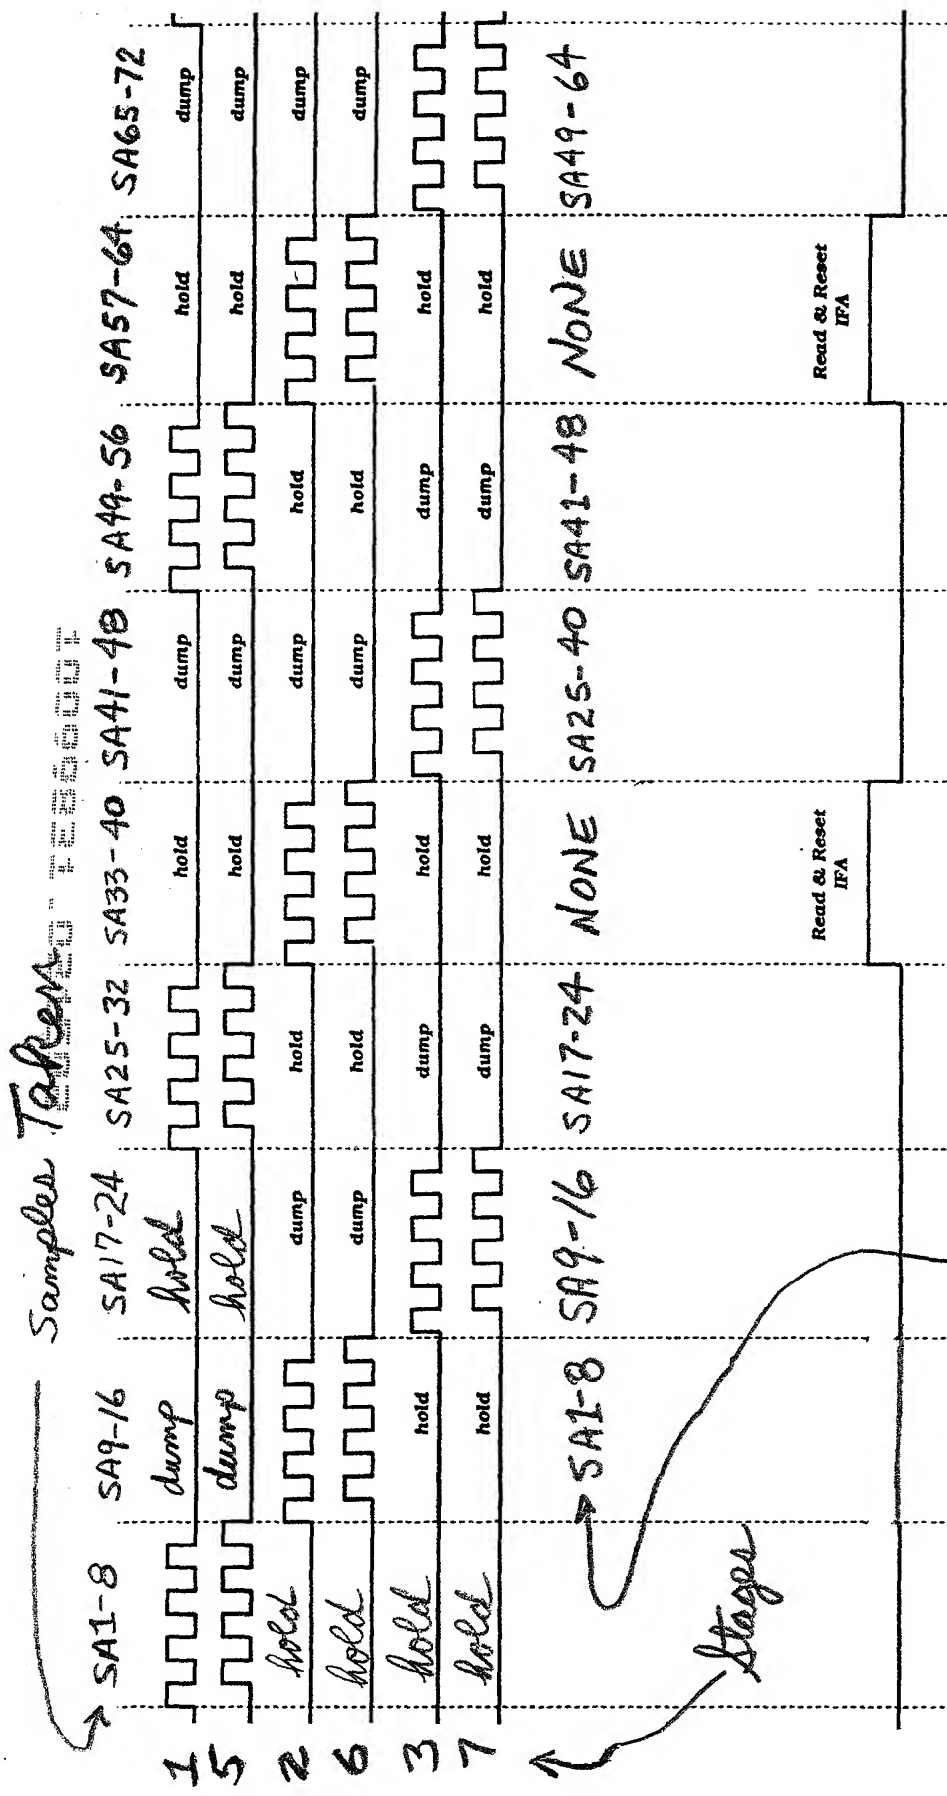 Samples Taken
SA1-8 SA9-16 SA17-24 SA25-32 SA33-40 SA41-48 SA49-56 SA57-64 SA65-72
1 dump hold hold dump hold dump
5 dump hold hold dump hold dump
2 hold dump hold dump hold dump
6 hold dump hold dump hold dump
3 hold hold dump hold dump hold
7 hold hold dump hold dump hold
SA1-8 SA9-16 SA17-24 NONE SA25-40 SA41-48 NONE SA49-64
Stages
Read & Reset Read & Reset
IFA IFA